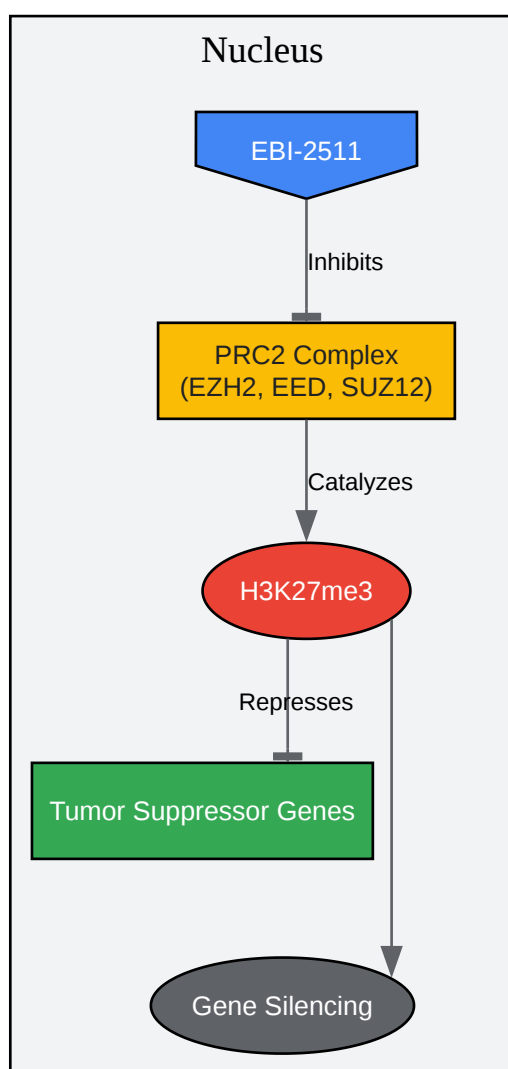 Nucleus
EBI-2511
Inhibits
PRC2 Complex
(EZH2, EED, SUZ12)
Catalyzes
H3K27me3
Represses
Tumor Suppressor Genes
Gene Silencing